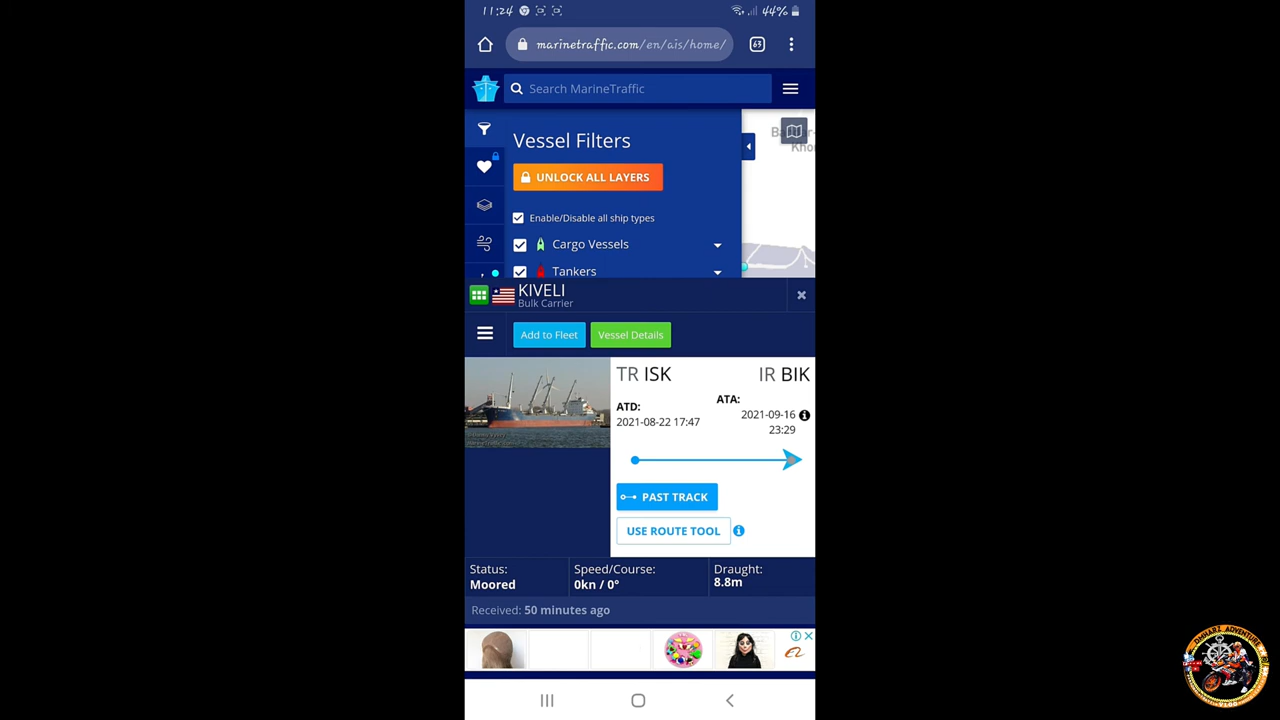 11:24
44%
marinetraffic.com/en/ais/home/
63
Search MarineTraffic
Vessel Filters
UNLOCK ALL LAYERS
Enable/Disable all ship types
Cargo Vessels
Tankers
KIVELI
Bulk Carrier
Add to Fleet
Vessel Details
TR ISK
IR BIK
ATD:
2021-08-22 17:47
ATA:
2021-09-16
23:29
PAST TRACK
USE ROUTE TOOL
Status:
Moored
Speed/Course:
0kn / 0°
Draught:
8.8m
Received: 50 minutes ago
VLOG